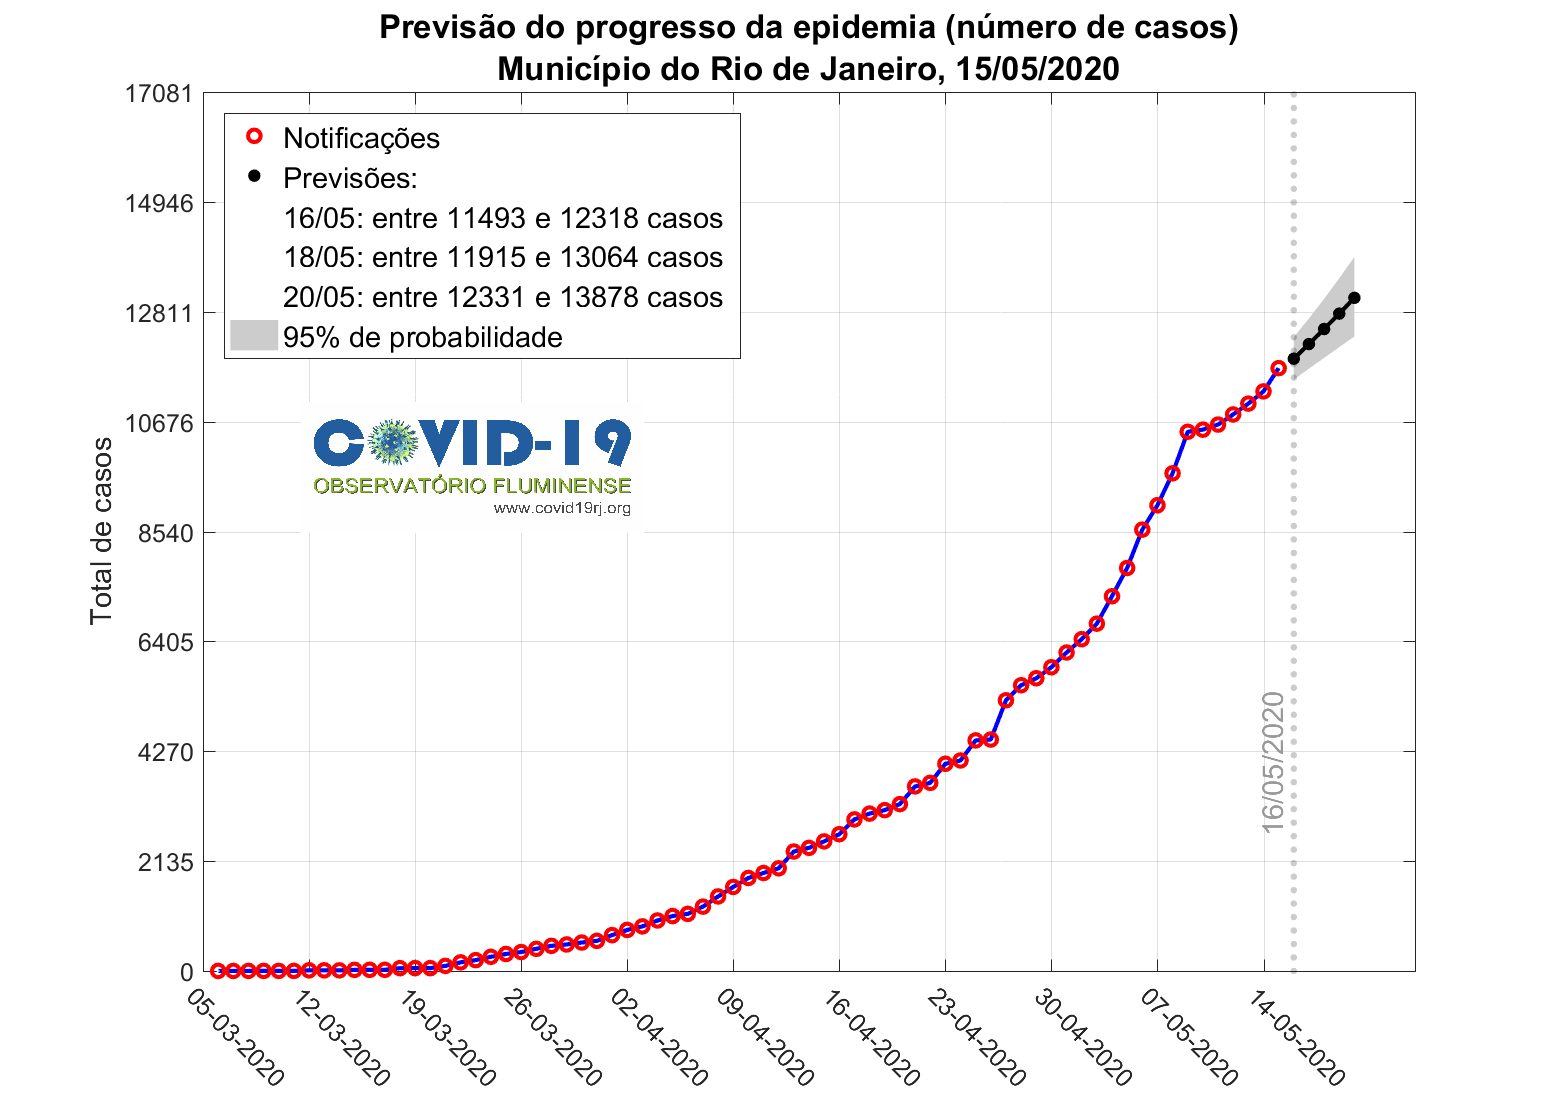 Previsão do progresso da epidemia (número de casos)
Município do Rio de Janeiro, 15/05/2020
17081
14946
12811
10676
8540
6405
4270
2135
0
Total de casos
Notificações
Previsões:
16/05: entre 11493 e 12318 casos
18/05: entre 11915 e 13064 casos
20/05: entre 12331 e 13878 casos
95% de probabilidade
COVID-19
OBSERVATÓRIO FLUMINENSE
www.covid19rj.org
16/05/2020
05-03-2020
12-03-2020
19-03-2020
26-03-2020
02-04-2020
09-04-2020
16-04-2020
23-04-2020
30-04-2020
07-05-2020
14-05-2020